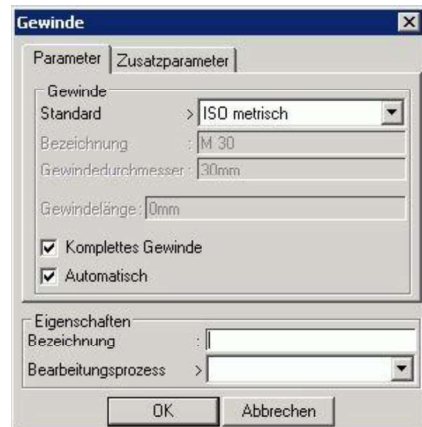 Gewinde
Parameter Zusatzparameter
Gewinde
Standard > ISO metrisch
Bezeichnung : M 30
Gewindedurchmesser : 30mm
Gewindelänge : 0mm
Komplettes Gewinde
Automatisch
Eigenschaften
Bezeichnung :
Bearbeitungsprozess >
OK Abbrechen